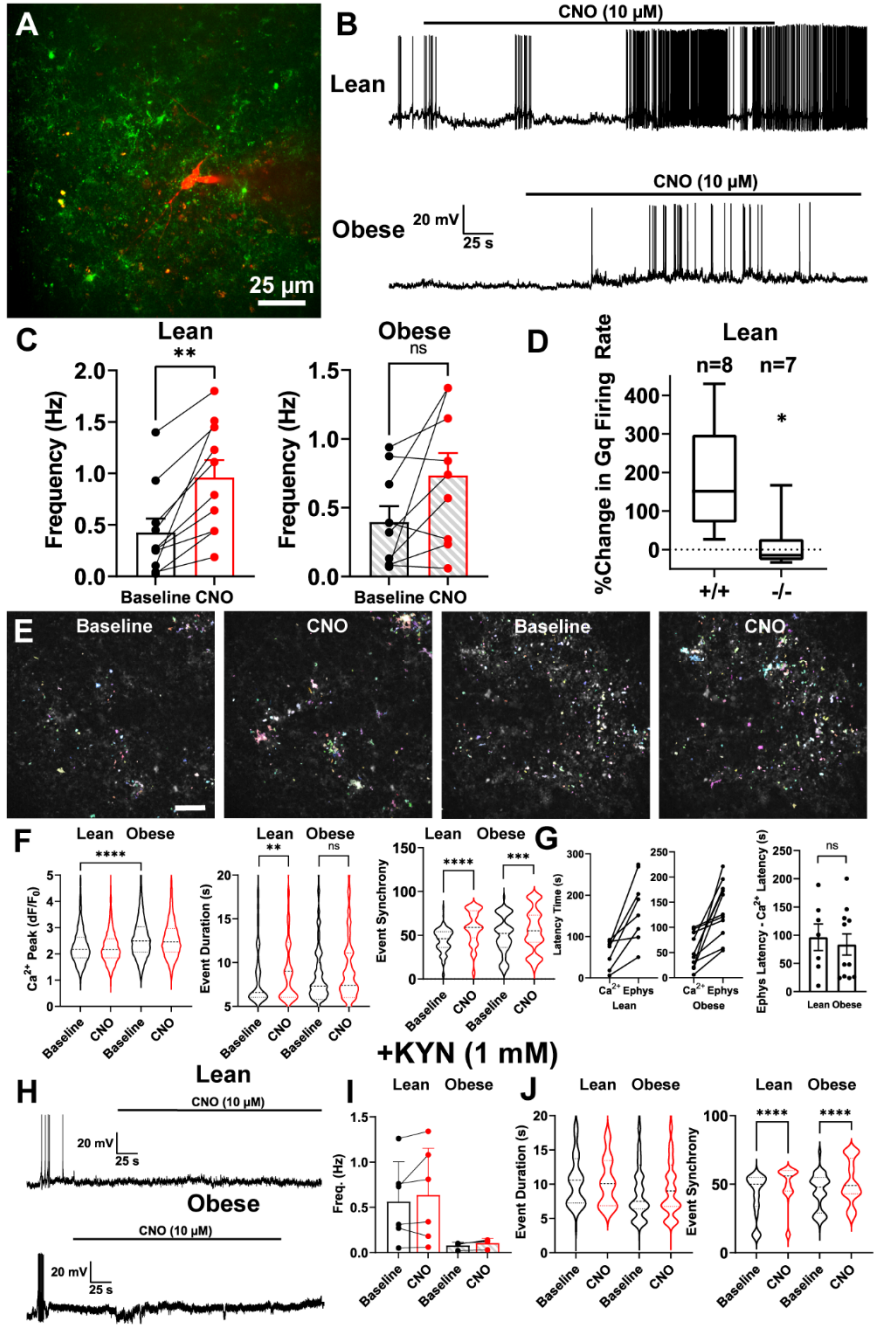 A
25 µm
B
CNO (10 µM)
Lean
CNO (10 µM)
20 mV
25 s
Obese
C
Lean
**
Frequency (Hz)
2.0
1.5
1.0
0.5
0.0
Baseline CNO
Obese
ns
Frequency (Hz)
1.5
1.0
0.5
0.0
Baseline CNO
D
Lean
n=8 n=7
*
%Change in Gq Firing Rate
400
300
200
100
0
+/+ -/-
E
Baseline
CNO
Baseline
CNO
F
Lean Obese
****
Ca2+ Peak (dF/F0)
5
4
3
2
1
0
Baseline
CNO
Baseline
CNO
Lean Obese
** ns
Event Duration (s)
20
15
10
5
Baseline
CNO
Baseline
CNO
Lean Obese
**** ***
Event Synchrony
150
100
50
0
Baseline
CNO
Baseline
CNO
G
Latency Time (s)
300
200
100
0
Ca2+ Ephys
Lean
250
200
150
100
50
0
Ca2+ Ephys
Obese
ns
Ephys Latency - Ca2+ Latency (s)
250
200
150
100
50
0
Lean Obese
+KYN (1 mM)
H
Lean
CNO (10 µM)
20 mV
25 s
Obese
CNO (10 µM)
20 mV
25 s
I
Lean Obese
Freq. (Hz)
1.5
1.0
0.5
0.0
Baseline
CNO
Baseline
CNO
J
Lean Obese
Event Duration (s)
20
15
10
5
0
Baseline
CNO
Baseline
CNO
Lean Obese
**** ****
Event Synchrony
100
50
0
Baseline
CNO
Baseline
CNO